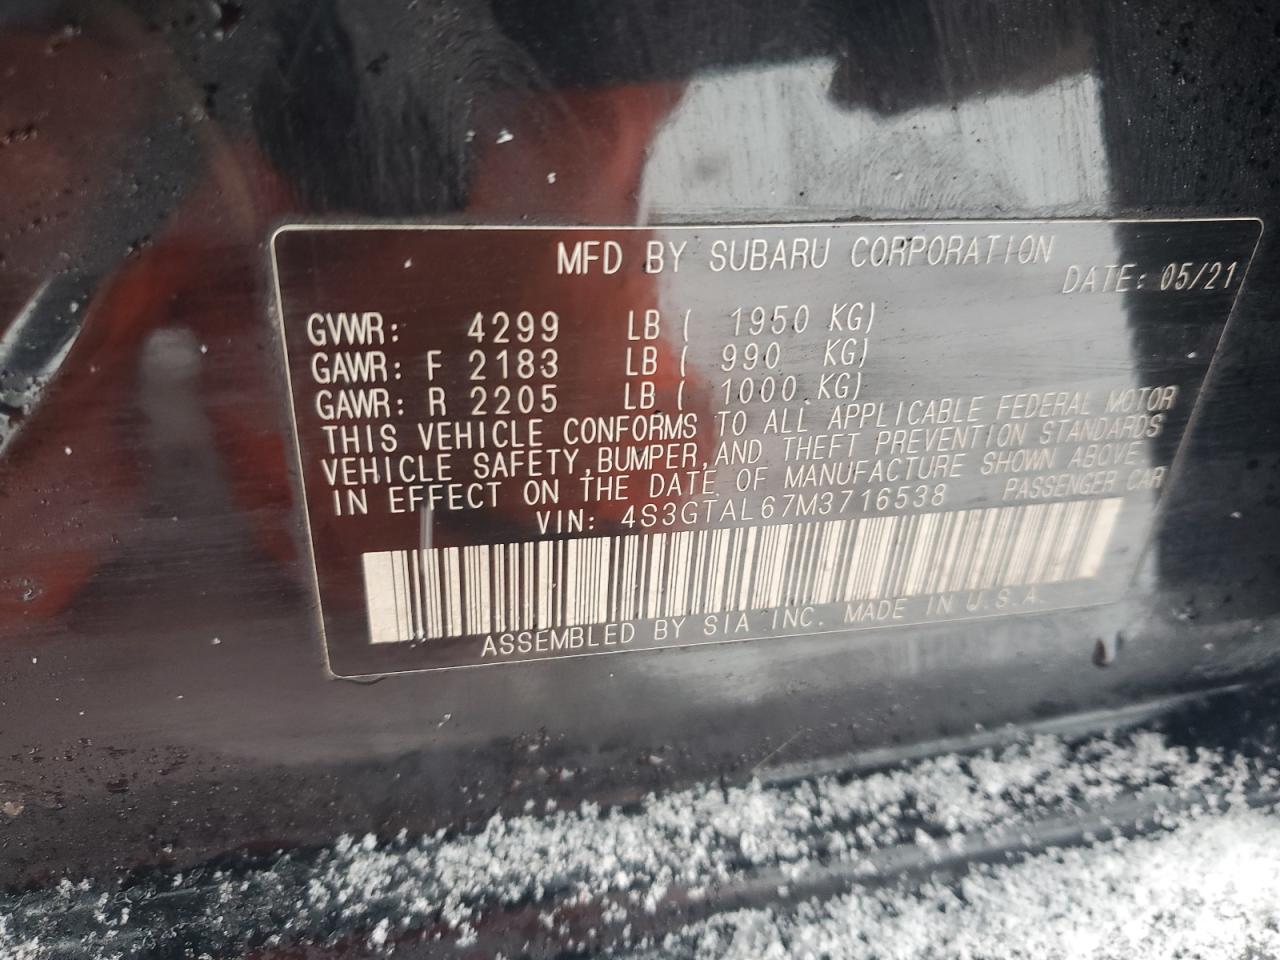 MFD BY SUBARU CORPORATION
DATE: 05/21
GVWR: 4299 LB ( 1950 KG)
GAWR: F 2183 LB ( 990 KG)
GAWR: R 2205 LB ( 1000 KG)
THIS VEHICLE CONFORMS TO ALL APPLICABLE FEDERAL MOTOR
VEHICLE SAFETY, BUMPER, AND THEFT PREVENTION STANDARDS
IN EFFECT ON THE DATE OF MANUFACTURE SHOWN ABOVE
VIN: 4S3GTAL67M3716538 PASSENGER CAR
ASSEMBLED BY SIA INC. MADE IN U.S.A.